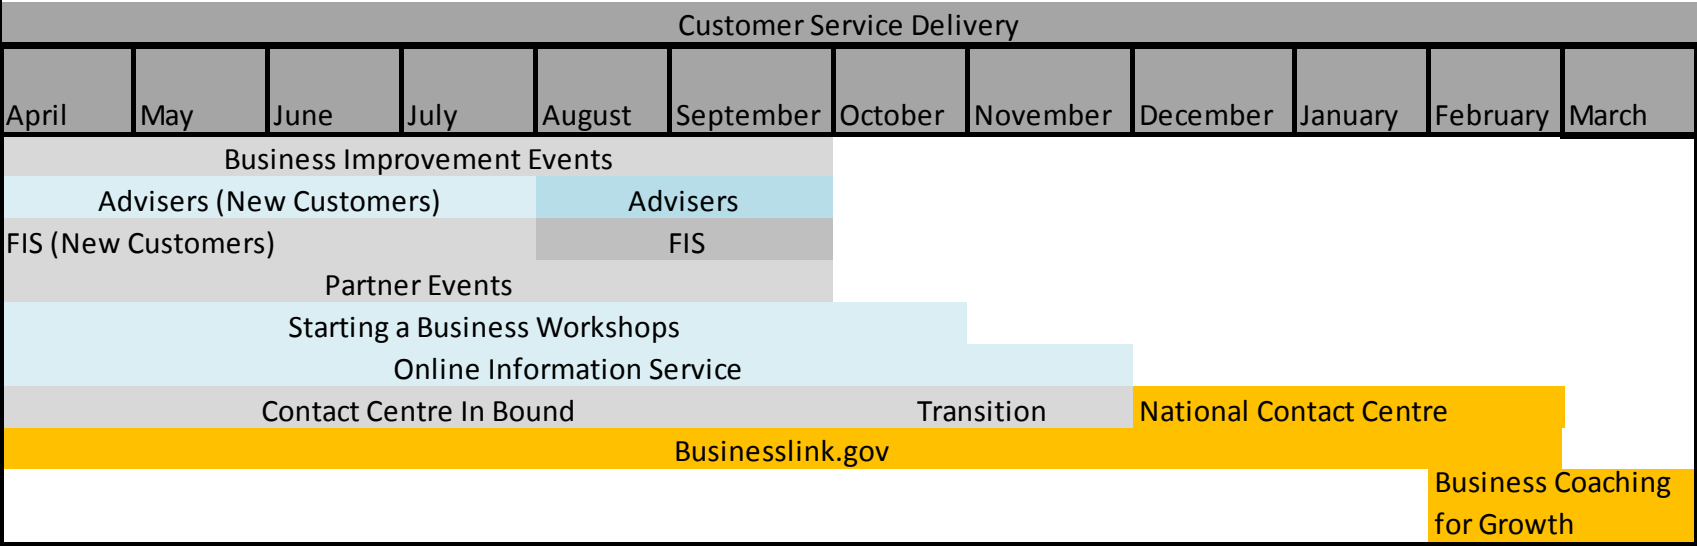 Customer Service Delivery
April May June July August September October November December January February March
Business Improvement Events
Advisers (New Customers) Advisers
FIS (New Customers) FIS
Partner Events
Starting a Business Workshops
Online Information Service
Contact Centre In Bound Transition National Contact Centre
Businesslink.gov
Business Coaching
for Growth